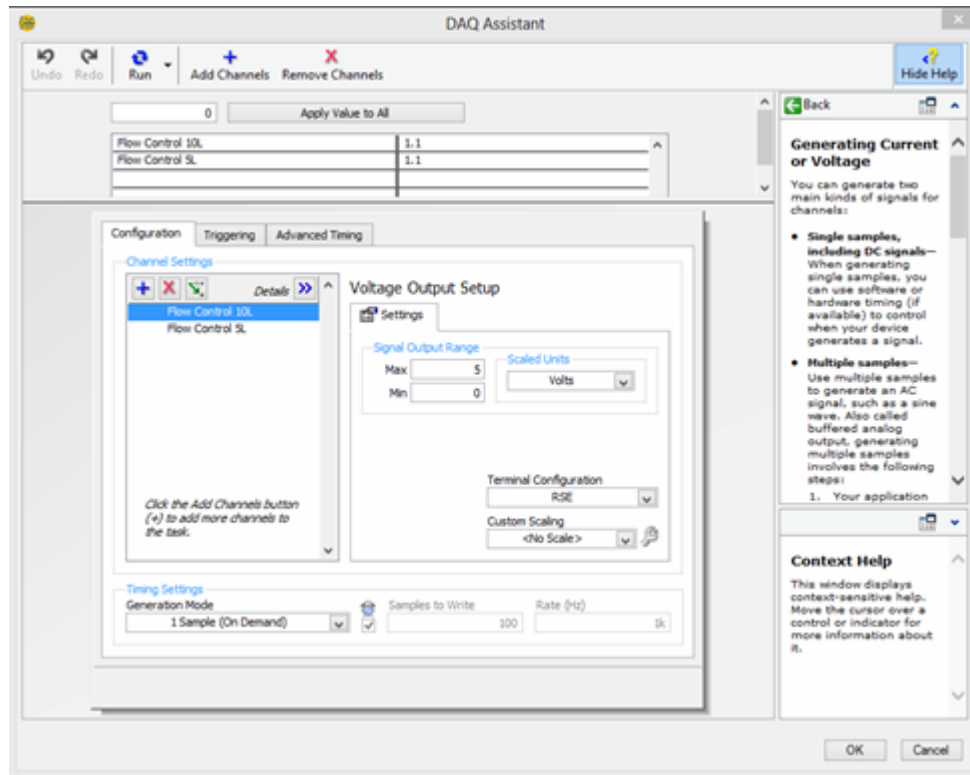 DAQ Assistant
Undo Redo Run Add Channels Remove Channels Hide Help
0 Apply Value to All
Flow Control 10L 1.1
Flow Control 5L 1.1
Configuration Triggering Advanced Timing
Channel Settings
Details
Flow Control 10L
Flow Control 5L
Click the Add Channels button
(+) to add more channels to
the task.
Voltage Output Setup
Settings
Signal Output Range
Max 5
Min 0
Scaled Units
Volts
Terminal Configuration
RSE
Custom Scaling
<No Scale>
Timing Settings
Generation Mode
1 Sample (On Demand)
Samples to Write
100
Rate (Hz)
1k
Back
Generating Current
or Voltage
You can generate two
main kinds of signals for
channels:
• Single samples,
including DC signals—
When generating
single samples, you
can use software or
hardware timing (if
available) to control
when your device
generates a signal.
• Multiple samples—
Use multiple samples
to generate an AC
signal, such as a sine
wave. Also called
buffered analog
output, generating
multiple samples
involves the following
steps:
1. Your application
Context Help
This window displays
context-sensitive help.
Move the cursor over a
control or indicator for
more information about
it.
OK Cancel